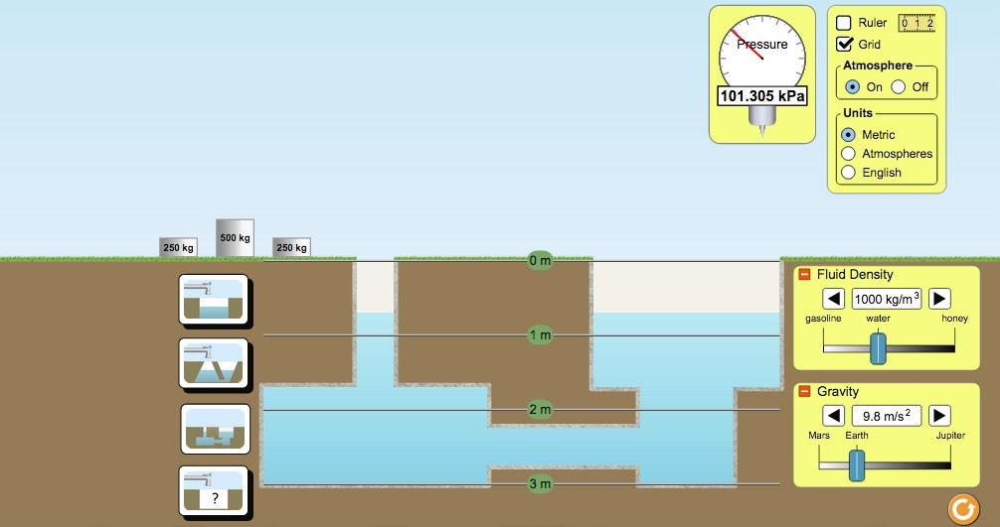 Pressure
101.305 kPa
Ruler
0 1 2
Grid
Atmosphere
On Off
Units
Metric
Atmospheres
English
250 kg
500 kg
250 kg
0 m
1 m
2 m
3 m
?
Fluid Density
1000 kg/m³
gasoline water honey
Gravity
9.8 m/s²
Mars Earth Jupiter